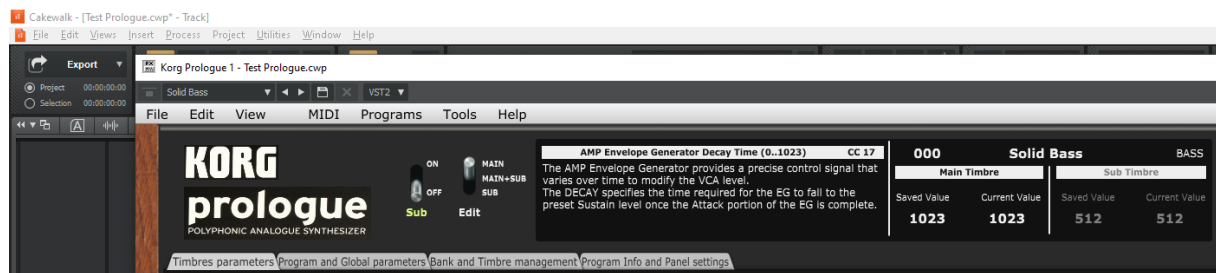 Cakewalk - [Test Prologue.cwp* - Track]
File Edit Views Insert Process Project Utilities Window Help
Export
Korg Prologue 1 - Test Prologue.cwp
Project 00:00:00:00
Selection 00:00:00:00
Solid Bass VST2
File Edit View MIDI Programs Tools Help
A
KORG
prologue
POLYPHONIC ANALOGUE SYNTHESIZER
ON
OFF
Sub
MAIN
MAIN+SUB
SUB
Edit
AMP Envelope Generator Decay Time (0..1023) CC 17
The AMP Envelope Generator provides a precise control signal that
varies over time to modify the VCA level.
The DECAY specifies the time required for the EG to fall to the
preset Sustain level once the Attack portion of the EG is complete.
000 Solid Bass BASS
Main Timbre Sub Timbre
Saved Value Current Value Saved Value Current Value
1023 1023 512 512
Timbres parameters Program and Global parameters Bank and Timbre management Program Info and Panel settings